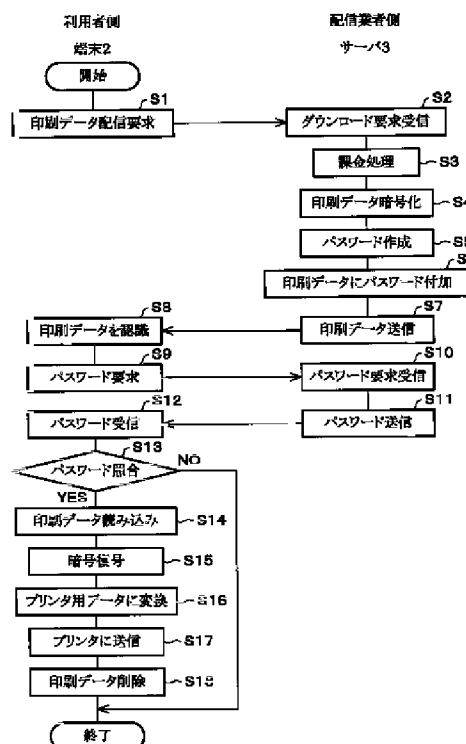 利用者側
配信業者側
端末2
サーバ3
開始
S1
印刷データ配信要求
S2
ダウンロード要求受信
課金処理
S3
印刷データ暗号化
S4
パスワード作成
印刷データにパスワード付加
S7
印刷データ送信
S8
印刷データを認識
S9
パスワード要求
S10
パスワード要求受信
S11
パスワード送信
S12
パスワード受信
S13
パスワード照合
NO
YES
印刷データ読み込み
S14
暗号復号
S15
プリンタ用データに変換
S16
プリンタに送信
S17
印刷データ削除
S18
終了